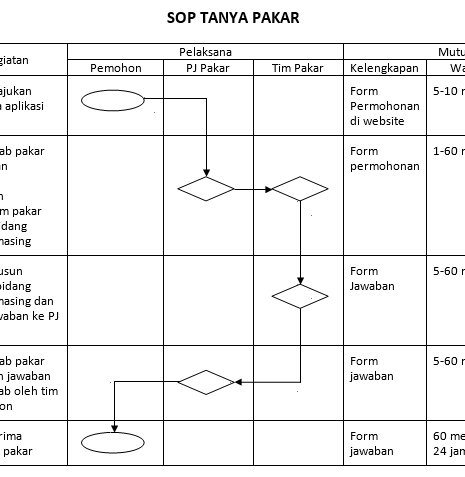 SOP TANYA PAKAR
giatan
Pelaksana
Mutu
Pemohon
PJ Pakar
Tim Pakar
Kelengkapan
Wa
ajukan
a aplikasi
Form
Permohonan
di website
5-10 m
ab pakar
an
n
m pakar
idang
masing
Form
permohonan
1-60 m
usun
bidang
masing dan
waban ke PJ
Form
Jawaban
5-60 m
ab pakar
n jawaban
ab oleh tim
on
Form
jawaban
5-60 m
rima
pakar
Form
jawaban
60 me
24 jam